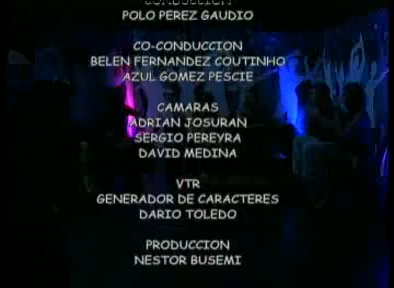 CONDUCCION
POLO PEREZ GAUDIO
CO-CONDUCCION
BELEN FERNANDEZ COUTINHO
AZUL GOMEZ PESCIE
CAMARAS
ADRIAN JOSURAN
SERGIO PEREYRA
DAVID MEDINA
VTR
GENERADOR DE CARACTERES
DARIO TOLEDO
PRODUCCION
NESTOR BUSEMI